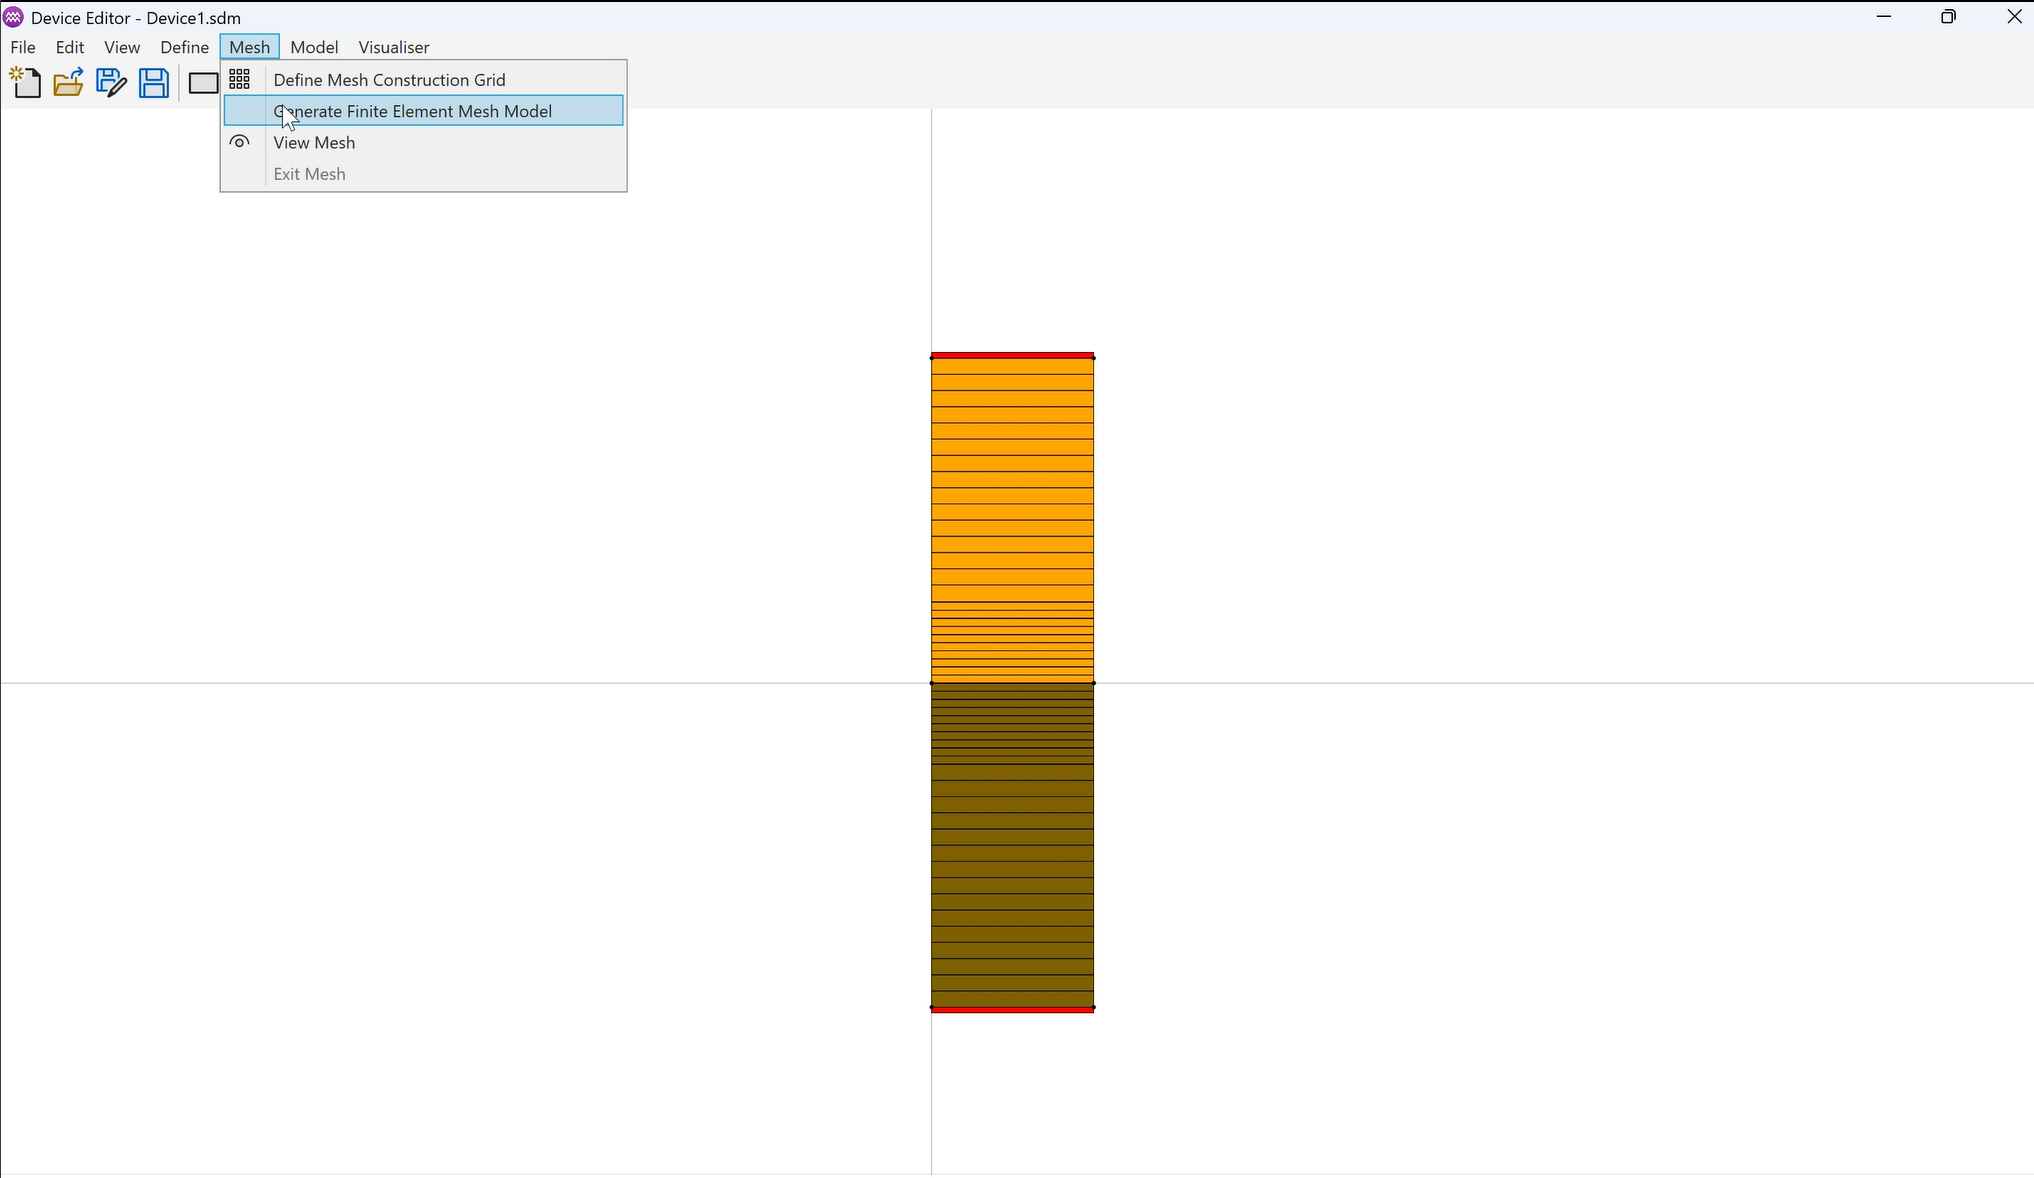 Device Editor - Device1.sdm
File Edit View Define Mesh Model Visualiser
Define Mesh Construction Grid
Generate Finite Element Mesh Model
View Mesh
Exit Mesh